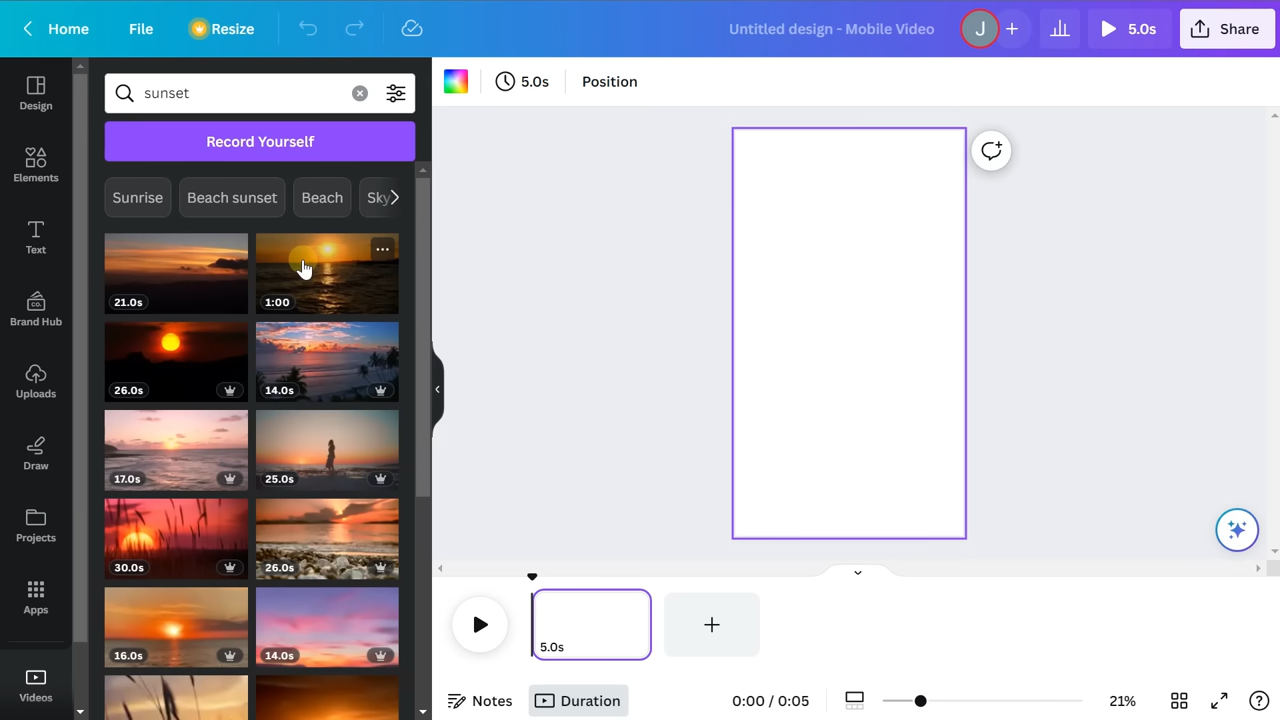 Home
File
Resize
Untitled design - Mobile Video
J
+
5.0s
Share
Design
Elements
Text
CO.
Brand Hub
Uploads
Draw
Projects
Apps
Videos
sunset
Record Yourself
Sunrise
Beach sunset
Beach
Sky
21.0s
1:00
26.0s
14.0s
17.0s
25.0s
30.0s
26.0s
16.0s
14.0s
5.0s
Position
5.0s
+
Notes
Duration
0:00 / 0:05
21%
?